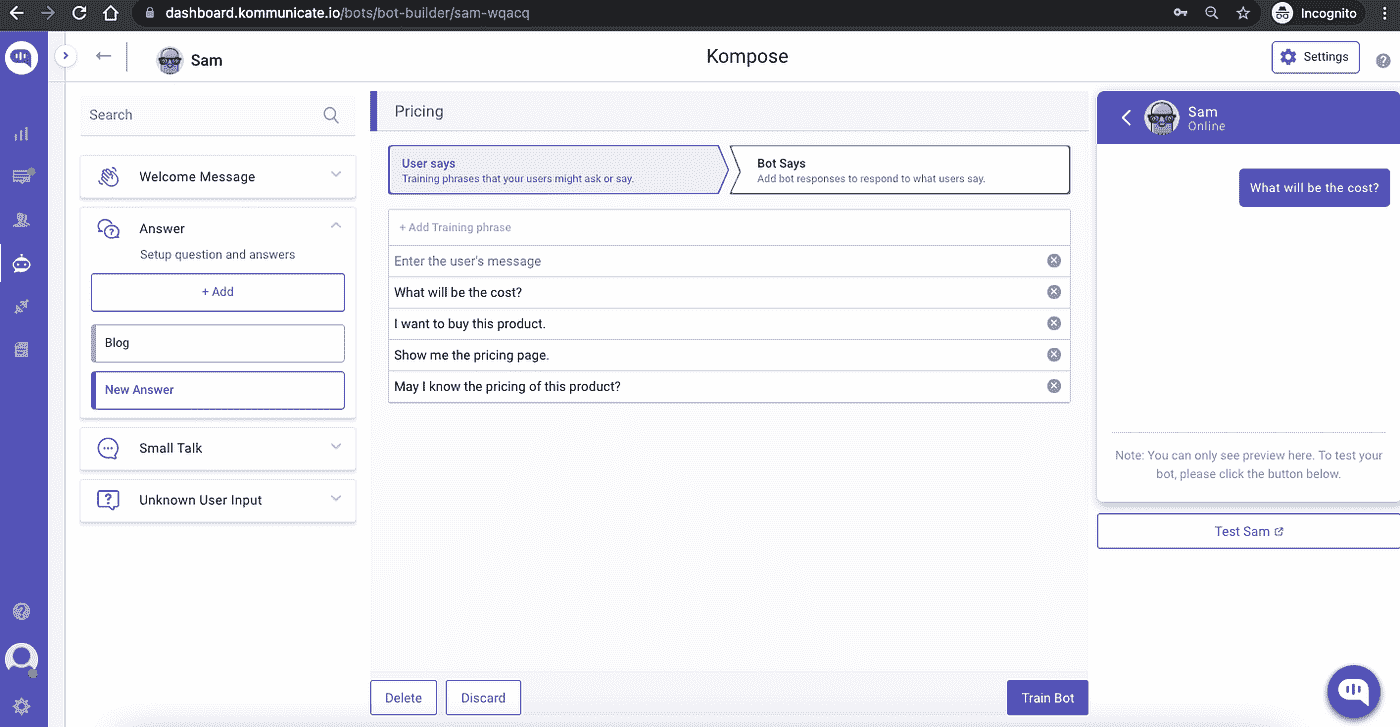 dashboard.kommunicate.io/bots/bot-builder/sam-wqacq
Incognito
Sam
Kompose
Settings
Search
Welcome Message
Answer
Setup question and answers
+ Add
Blog
New Answer
Small Talk
Unknown User Input
Pricing
User says
Training phrases that your users might ask or say.
Bot Says
Add bot responses to respond to what users say.
+ Add Training phrase
Enter the user's message
What will be the cost?
I want to buy this product.
Show me the pricing page.
May I know the pricing of this product?
Delete
Discard
Train Bot
Sam
Online
What will be the cost?
Note: You can only see preview here. To test your
bot, please click the button below.
Test Sam